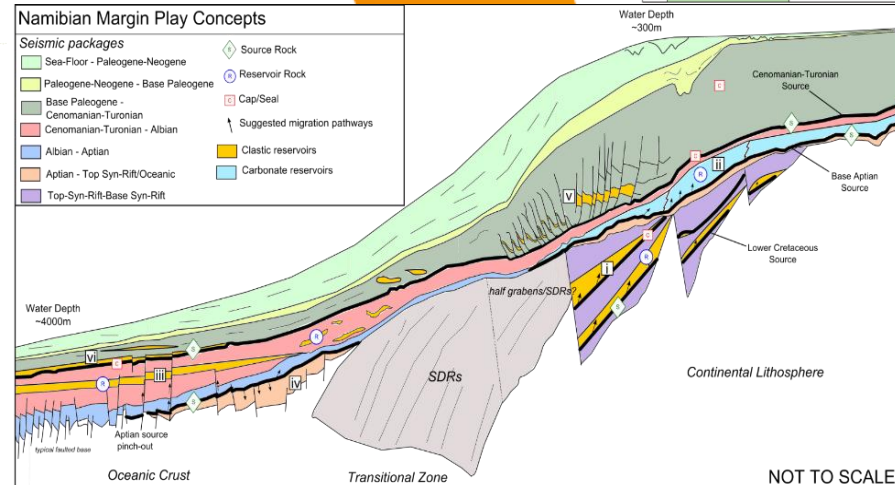 Namibian Margin Play Concepts
Seismic packages
Sea-Floor - Paleogene-Neogene
Paleogene-Neogene - Base Paleogene
Base Paleogene -
Cenomanian-Turonian
Cenomanian-Turonian - Albian
Albian - Aptian
Aptian - Top Syn-Rift/Oceanic
Top-Syn-Rift-Base Syn-Rift
S Source Rock
R Reservoir Rock
C Cap/Seal
Suggested migration pathways
Clastic reservoirs
Carbonate reservoirs
Water Depth
~300m
C
Cenomanian-Turonian
Source
S
S
C
ii
R
Base Aptian
Source
v
C
i
R
Lower Cretaceous
Source
S
half grabens/SDRs?
Continental Lithosphere
SDRs
Water Depth
~4000m
vi
C
S
R
R
iii
iv
S
Aptian source
pinch-out
typical faulted base
Oceanic Crust
Transitional Zone
NOT TO SCALE